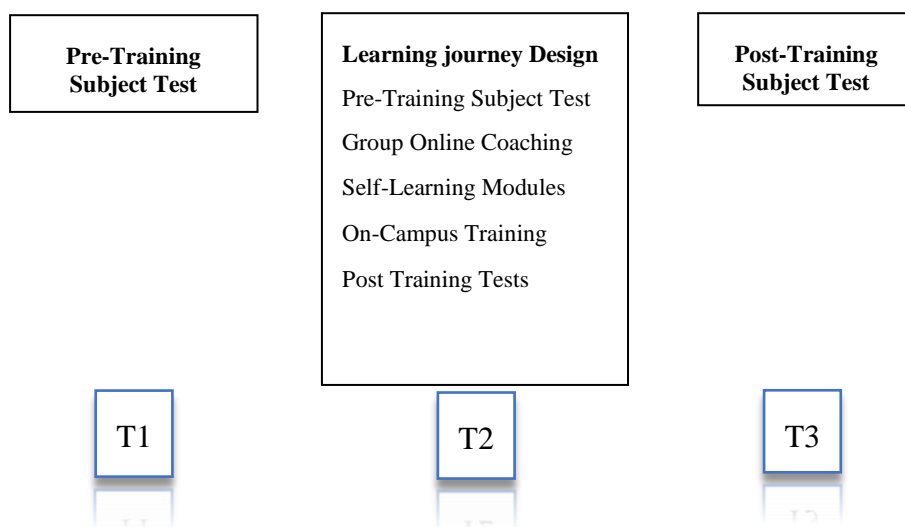 Pre-Training
Subject Test
Learning journey Design
Pre-Training Subject Test
Group Online Coaching
Self-Learning Modules
On-Campus Training
Post Training Tests
Post-Training
Subject Test
T1
T2
T3